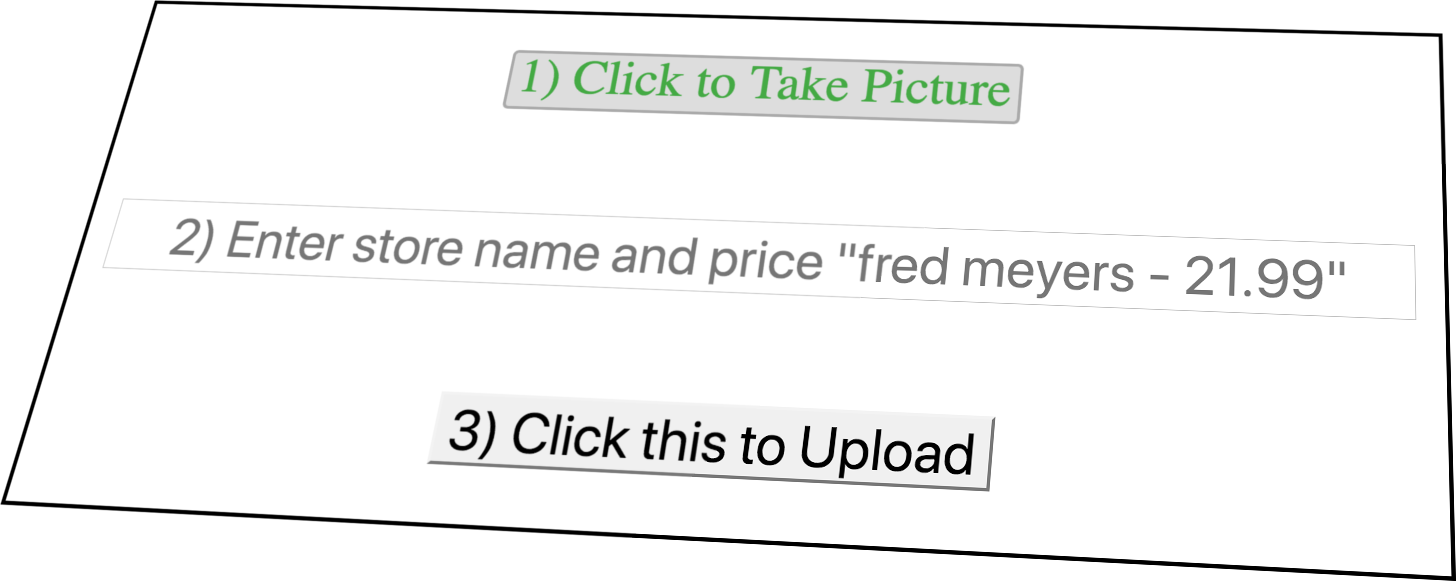 1) Click to Take Picture
2) Enter store name and price "fred meyers - 21.99"
3) Click this to Upload